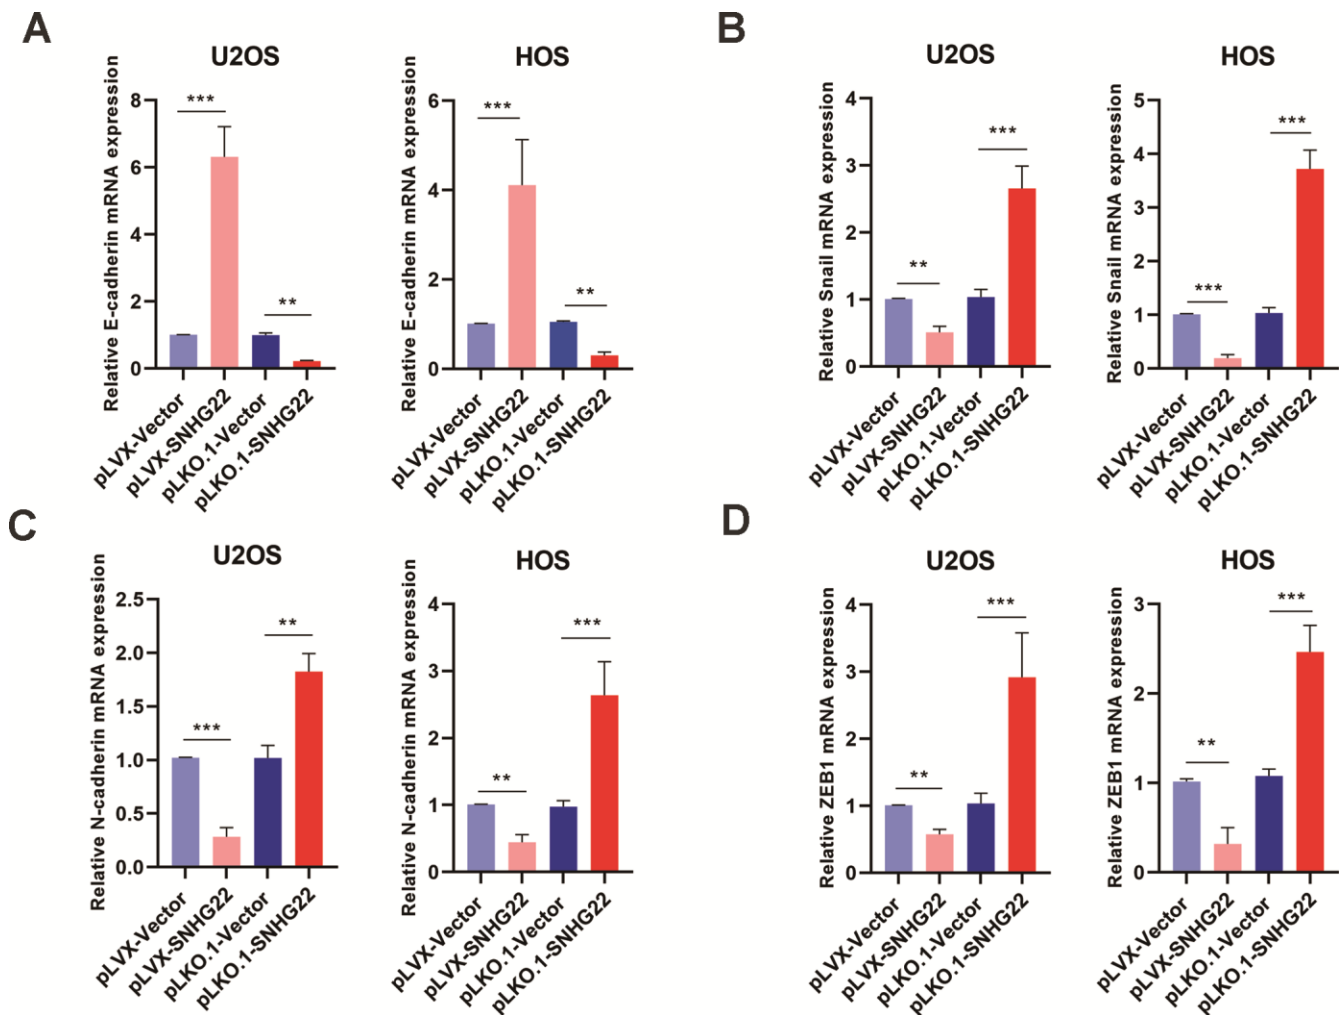 A
U2OS
Relative E-cadherin mRNA expression
8
6
4
2
0
***
**
pLVX-Vector
pLVX-SNHG22
pLKO.1-Vector
pLKO.1-SNHG22
HOS
Relative E-cadherin mRNA expression
6
4
2
0
***
**
pLVX-Vector
pLVX-SNHG22
pLKO.1-Vector
pLKO.1-SNHG22
B
U2OS
Relative Snail mRNA expression
4
3
2
1
0
**
***
pLVX-Vector
pLVX-SNHG22
pLKO.1-Vector
pLKO.1-SNHG22
HOS
Relative Snail mRNA expression
5
4
3
2
1
0
***
***
pLVX-Vector
pLVX-SNHG22
pLKO.1-Vector
pLKO.1-SNHG22
C
U2OS
Relative N-cadherin mRNA expression
2.5
2.0
1.5
1.0
0.5
0.0
***
**
pLVX-Vector
pLVX-SNHG22
pLKO.1-Vector
pLKO.1-SNHG22
HOS
Relative N-cadherin mRNA expression
4
3
2
1
0
**
***
pLVX-Vector
pLVX-SNHG22
pLKO.1-Vector
pLKO.1-SNHG22
D
U2OS
Relative ZEB1 mRNA expression
4
3
2
1
0
**
***
pLVX-Vector
pLVX-SNHG22
pLKO.1-Vector
pLKO.1-SNHG22
HOS
Relative ZEB1 mRNA expression
3
2
1
0
**
***
pLVX-Vector
pLVX-SNHG22
pLKO.1-Vector
pLKO.1-SNHG22